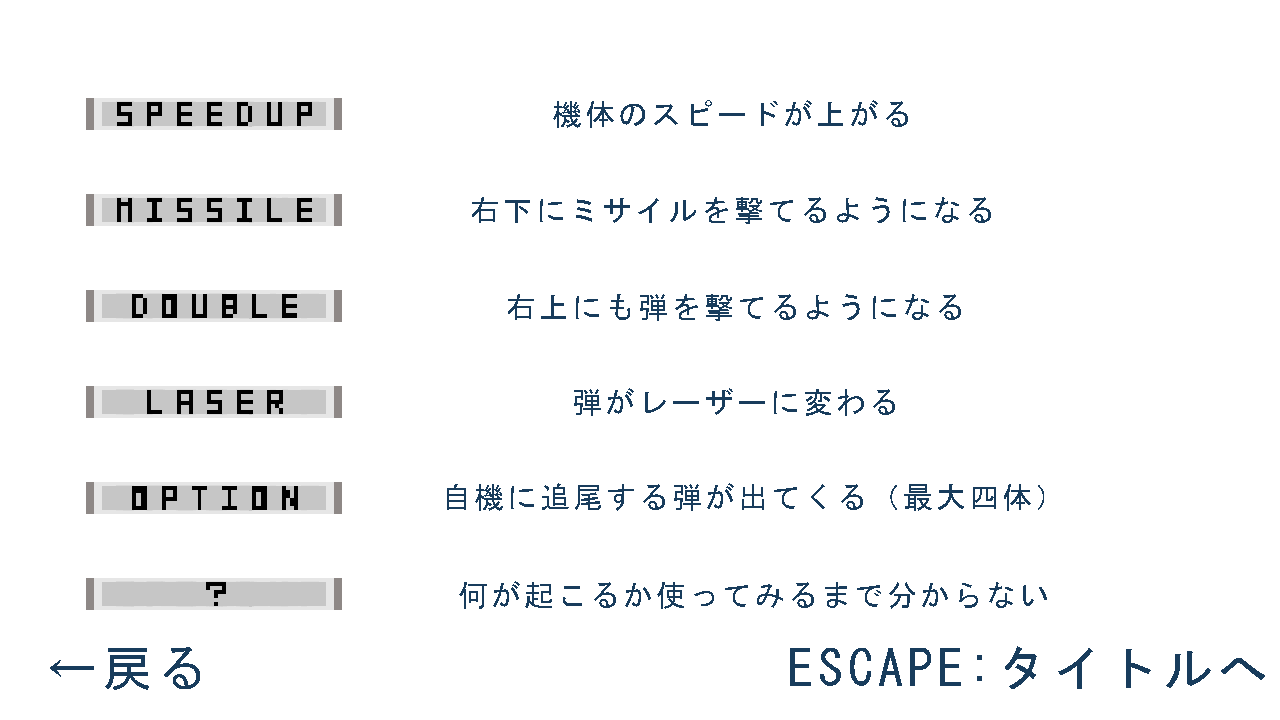 SPEEDUP 機体のスピードが上がる
MISSILE 右下にミサイルを撃てるようになる
DOUBLE 右上にも弾を撃てるようになる
LASER 弾がレーザーに変わる
OPTION 自機に追尾する弾が出てくる（最大四体）
? 何が起こるか使ってみるまで分からない
←戻る ESCAPE:タイトルへ